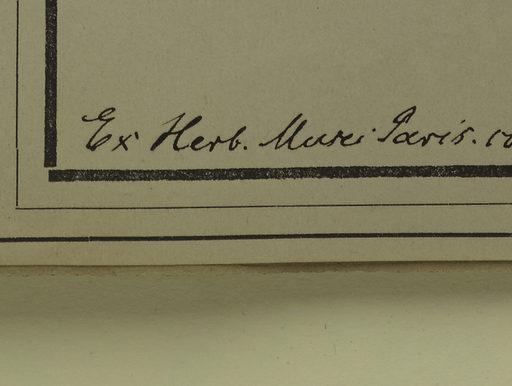 Ex Herb. Musei Paris.